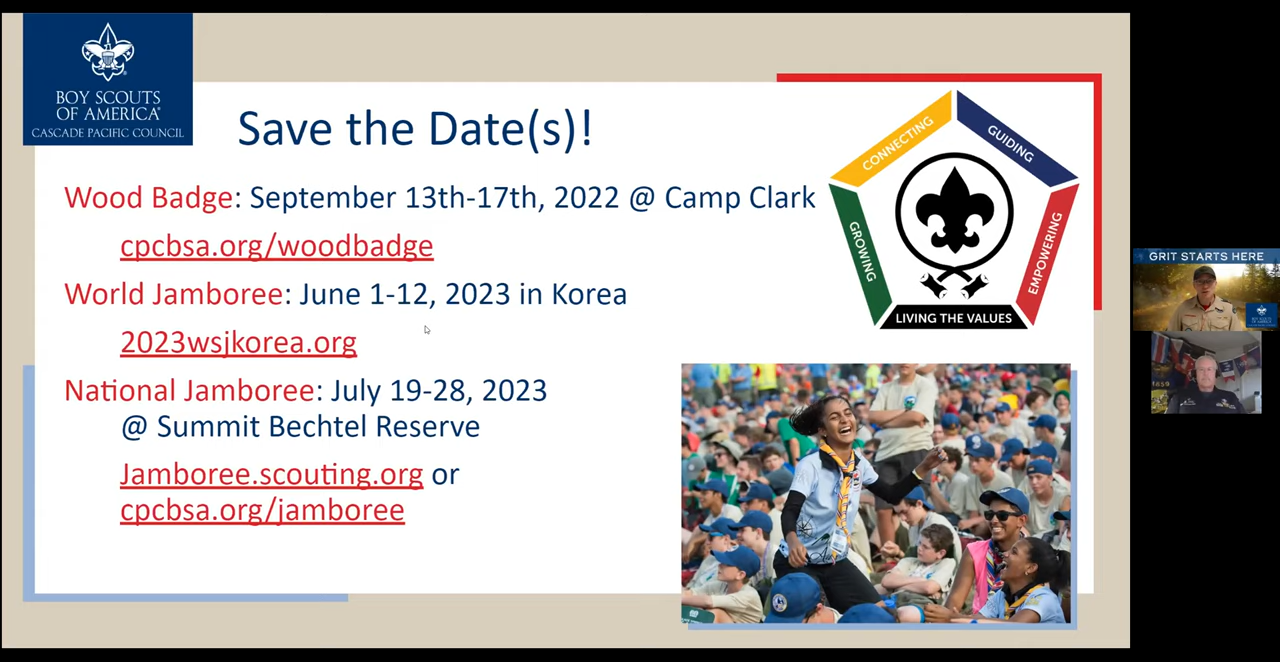 BOY SCOUTS
OF AMERICA®
CASCADE PACIFIC COUNCIL
Save the Date(s)!
Wood Badge: September 13th-17th, 2022 @ Camp Clark
cpcbsa.org/woodbadge
World Jamboree: June 1-12, 2023 in Korea
2023wsjkorea.org
National Jamboree: July 19-28, 2023
@ Summit Bechtel Reserve
Jamboree.scouting.org or
cpcbsa.org/jamboree
CONNECTING
GUIDING
GROWING
EMPOWERING
LIVING THE VALUES
GRIT STARTS HERE
1859